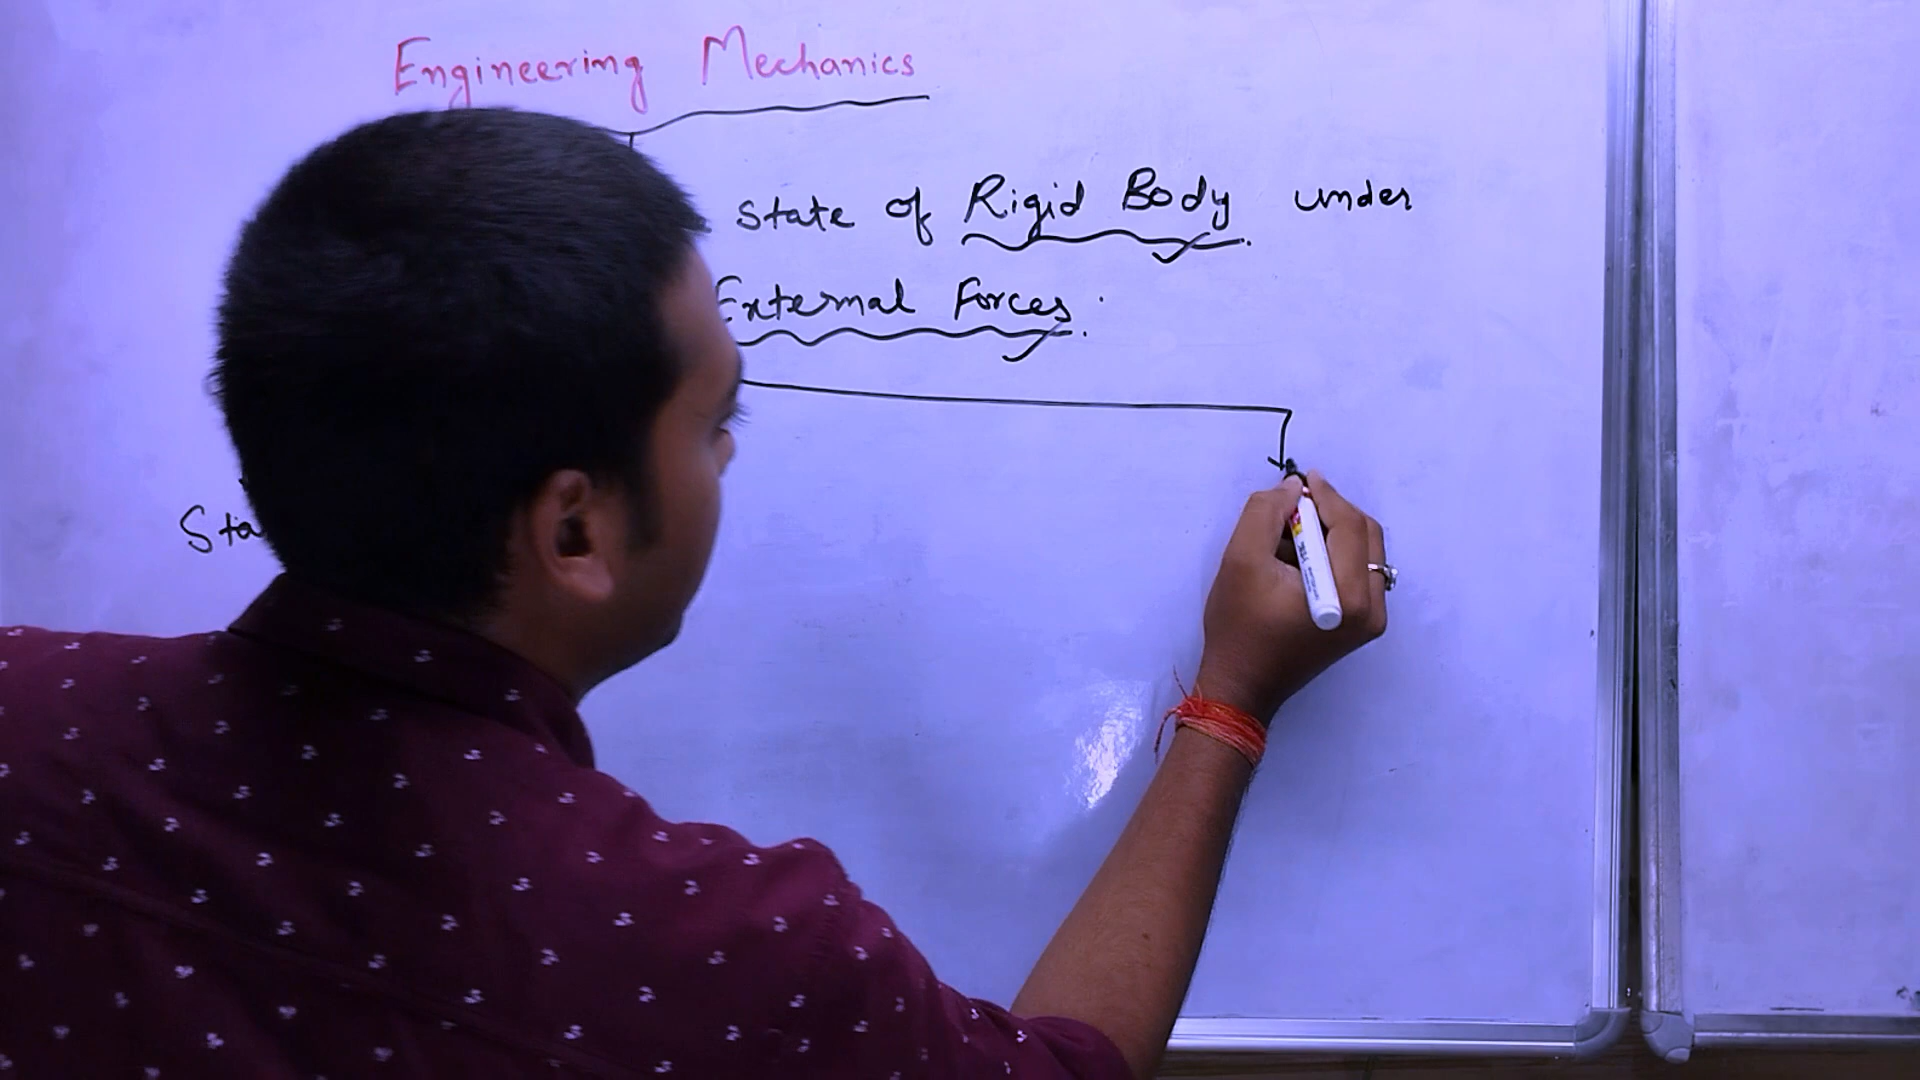 Engineering Mechanics
state of Rigid Body under
External Forces.
Sta